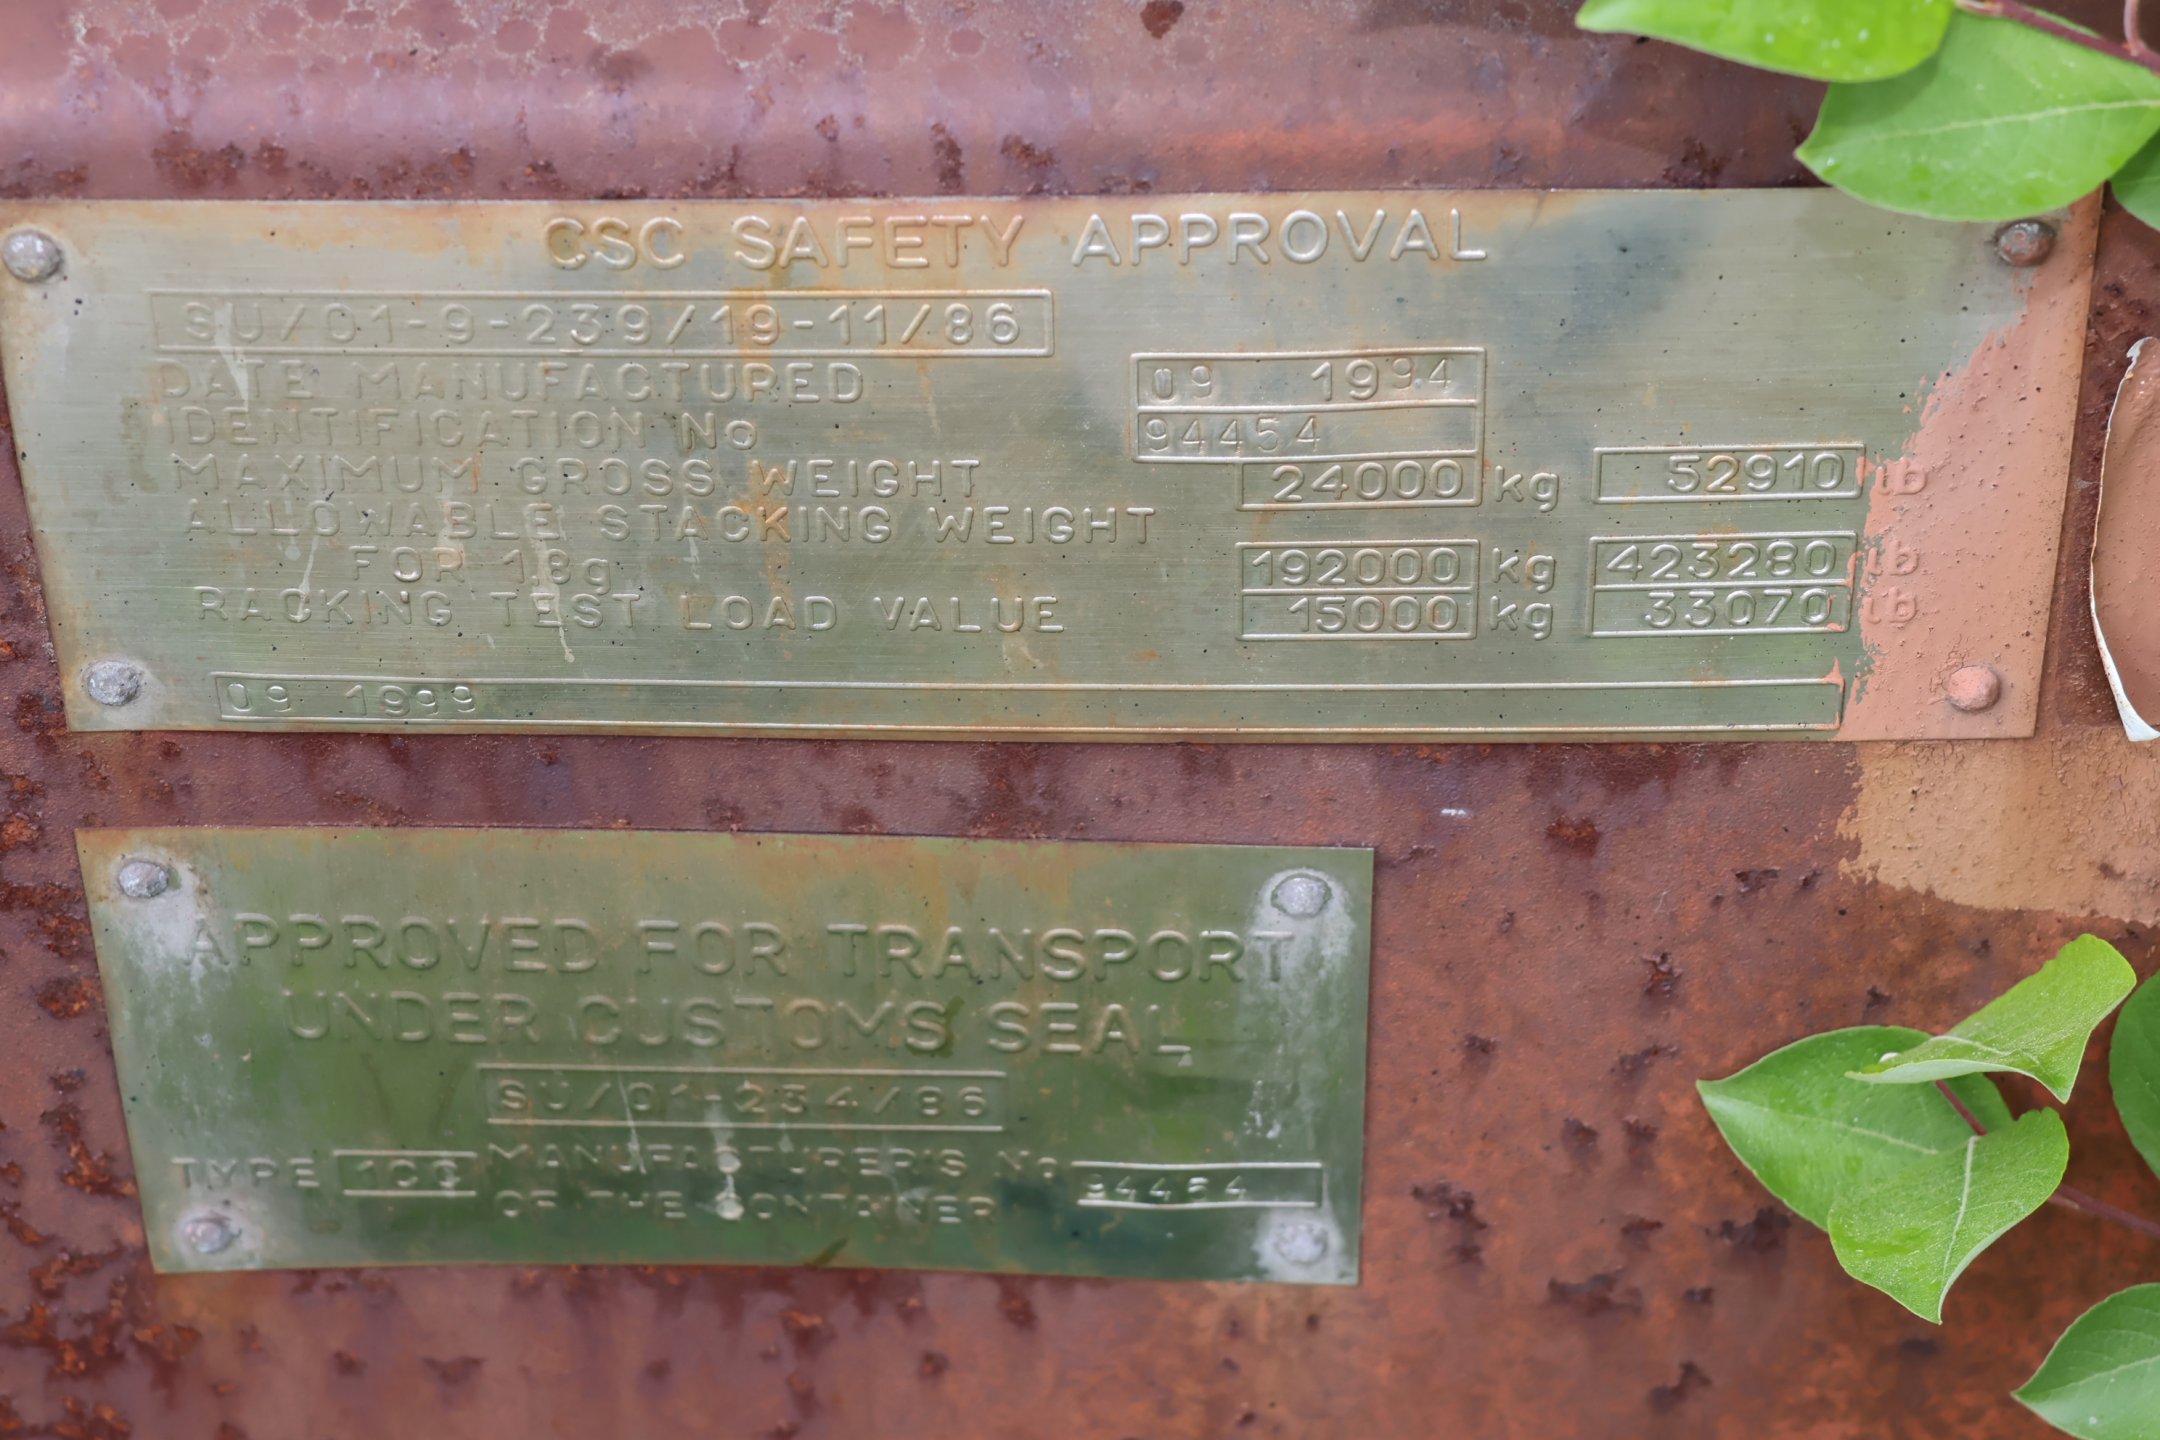 CSC SAFETY APPROVAL
SU/01-9-239/19-11/86
DATE MANUFACTURED 09 1994
IDENTIFICATION No 94454
MAXIMUM GROSS WEIGHT 24000 kg 52910 lb
ALLOWABLE STACKING WEIGHT
FOR 1.8g 192000 kg 423280 lb
RACKING TEST LOAD VALUE 15000 kg 33070 lb
09 1999
APPROVED FOR TRANSPORT
UNDER CUSTOMS SEAL
SU/01-234/86
TYPE 1CC MANUFACTURER'S No 94454
OF THE CONTAINER